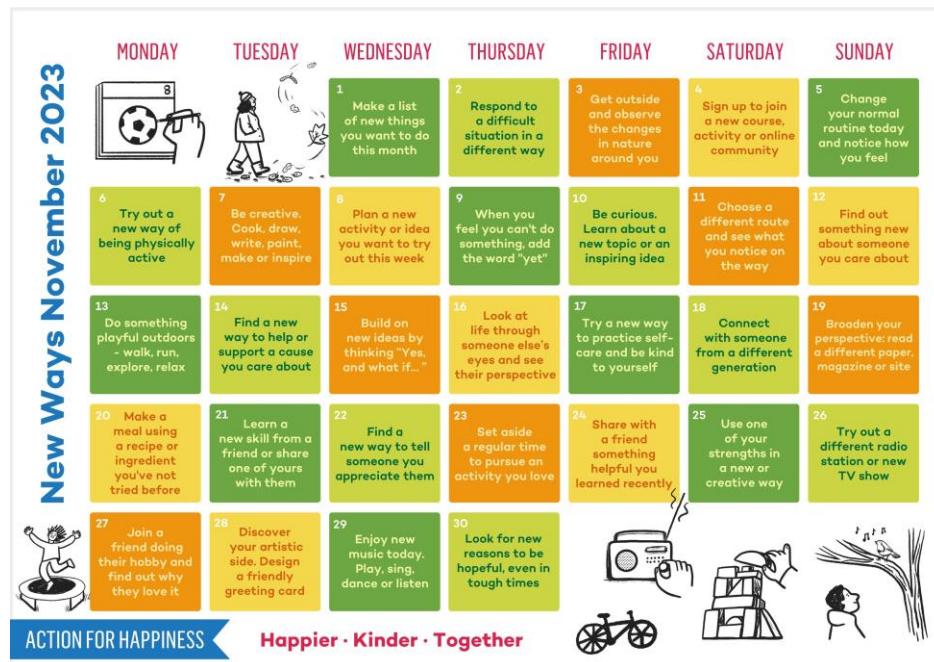 New Ways November 2023
MONDAY
TUESDAY
WEDNESDAY
THURSDAY
FRIDAY
SATURDAY
SUNDAY
8
1
Make a list
of new things
you want to do
this month
2
Respond to
a difficult
situation in a
different way
3
Get outside
and observe
the changes
in nature
around you
4
Sign up to join
a new course,
activity or online
community
5
Change
your normal
routine today
and notice how
you feel
6
Try out a
new way of
being physically
active
7
Be creative.
Cook, draw,
write, paint,
make or inspire
8
Plan a new
activity or idea
you want to try
out this week
9
When you
feel you can't do
something, add
the word "yet"
10
Be curious.
Learn about a
new topic or an
inspiring idea
11
Choose a
different route
and see what
you notice on
the way
12
Find out
something new
about someone
you care about
13
Do something
playful outdoors
- walk, run,
explore, relax
14
Find a new
way to help or
support a cause
you care about
15
Build on
new ideas by
thinking "Yes,
and what if... "
16
Look at
life through
someone else's
eyes and see
their perspective
17
Try a new way
to practice self-
care and be kind
to yourself
18
Connect
with someone
from a different
generation
19
Broaden your
perspective: read
a different paper,
magazine or site
20
Make a
meal using
a recipe or
ingredient
you've not
tried before
21
Learn a
new skill from a
friend or share
one of yours
with them
22
Find a
new way to tell
someone you
appreciate them
23
Set aside
a regular time
to pursue an
activity you love
24
Share with
a friend
something
helpful you
learned recently
25
Use one
of your
strengths in
a new or
creative way
26
Try out a
different radio
station or new
TV show
27
Join a
friend doing
their hobby and
find out why
they love it
28
Discover
your artistic
side. Design
a friendly
greeting card
29
Enjoy new
music today.
Play, sing,
dance or listen
30
Look for new
reasons to be
hopeful, even in
tough times
ACTION FOR HAPPINESS
Happier · Kinder · Together